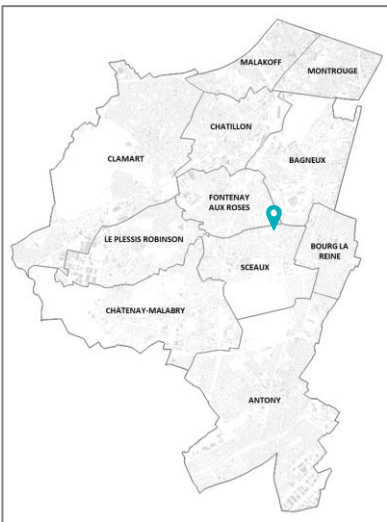 MALAKOFF
MONTROUGE
CHATILLON
CLAMART
BAGNEUX
FONTENAY
AUX ROSES
LE PLESSIS ROBINSON
BOURG LA
REINE
SCEAUX
CHÂTENAY-MALABRY
ANTONY